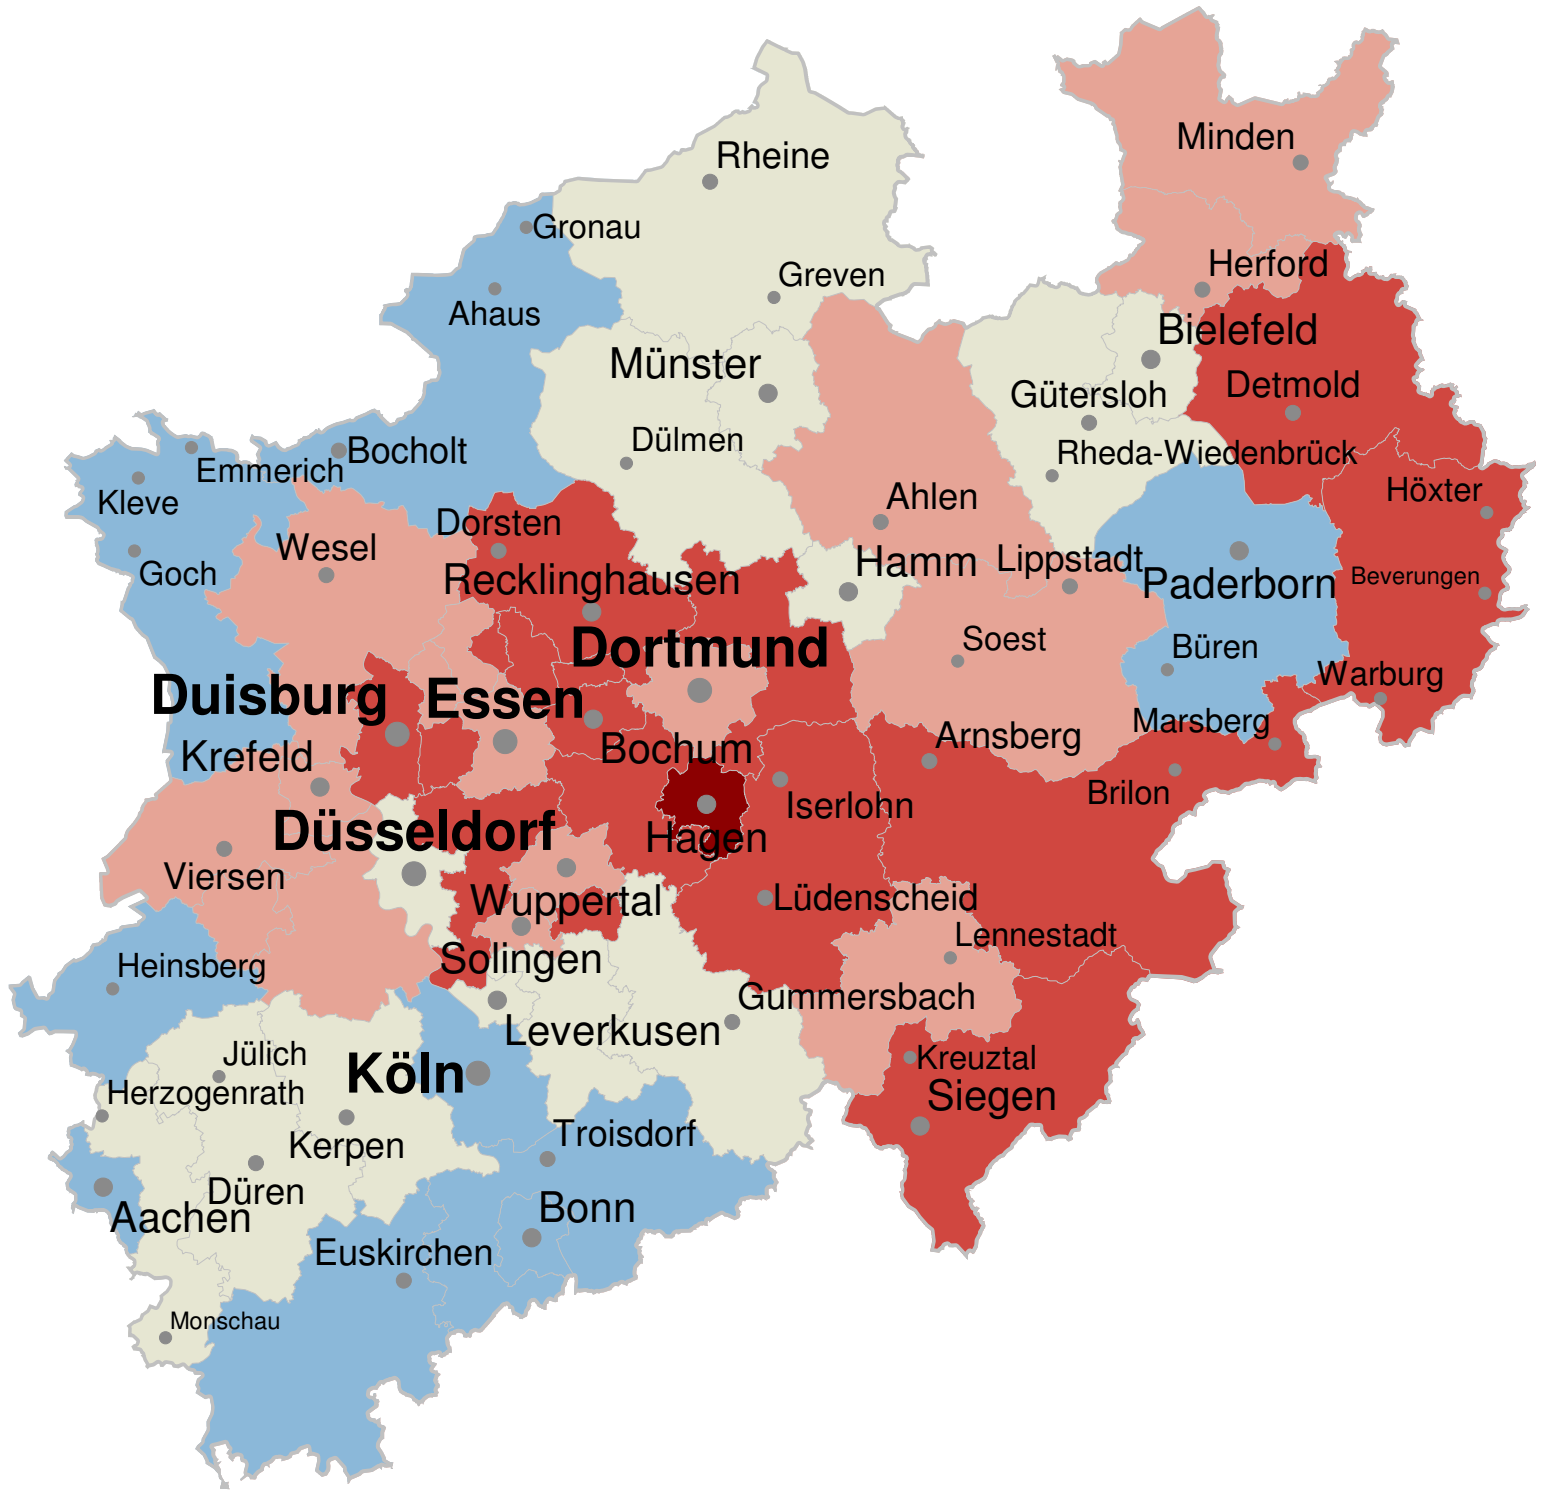 Minden
Rheine
Gronau
Herford
Greven
Ahaus
Bielefeld
Münster
Detmold
Gütersloh
Dülmen
Bocholt
Rheda-Wiedenbrück
Emmerich
Höxter
Kleve
Ahlen
Dorsten
Wesel
Hamm
Lippstadt
Goch
Recklinghausen
Paderborn
Beverungen
Soest
Büren
Dortmund
Warburg
Duisburg
Essen
Marsberg
Arnsberg
Bochum
Krefeld
Brilon
Iserlohn
Düsseldorf
Hagen
Viersen
Wuppertal
Lüdenscheid
Lennestadt
Solingen
Heinsberg
Gummersbach
Leverkusen
Jülich
Kreuztal
Köln
Herzogenrath
Siegen
Troisdorf
Kerpen
Düren
Bonn
Aachen
Euskirchen
Monschau